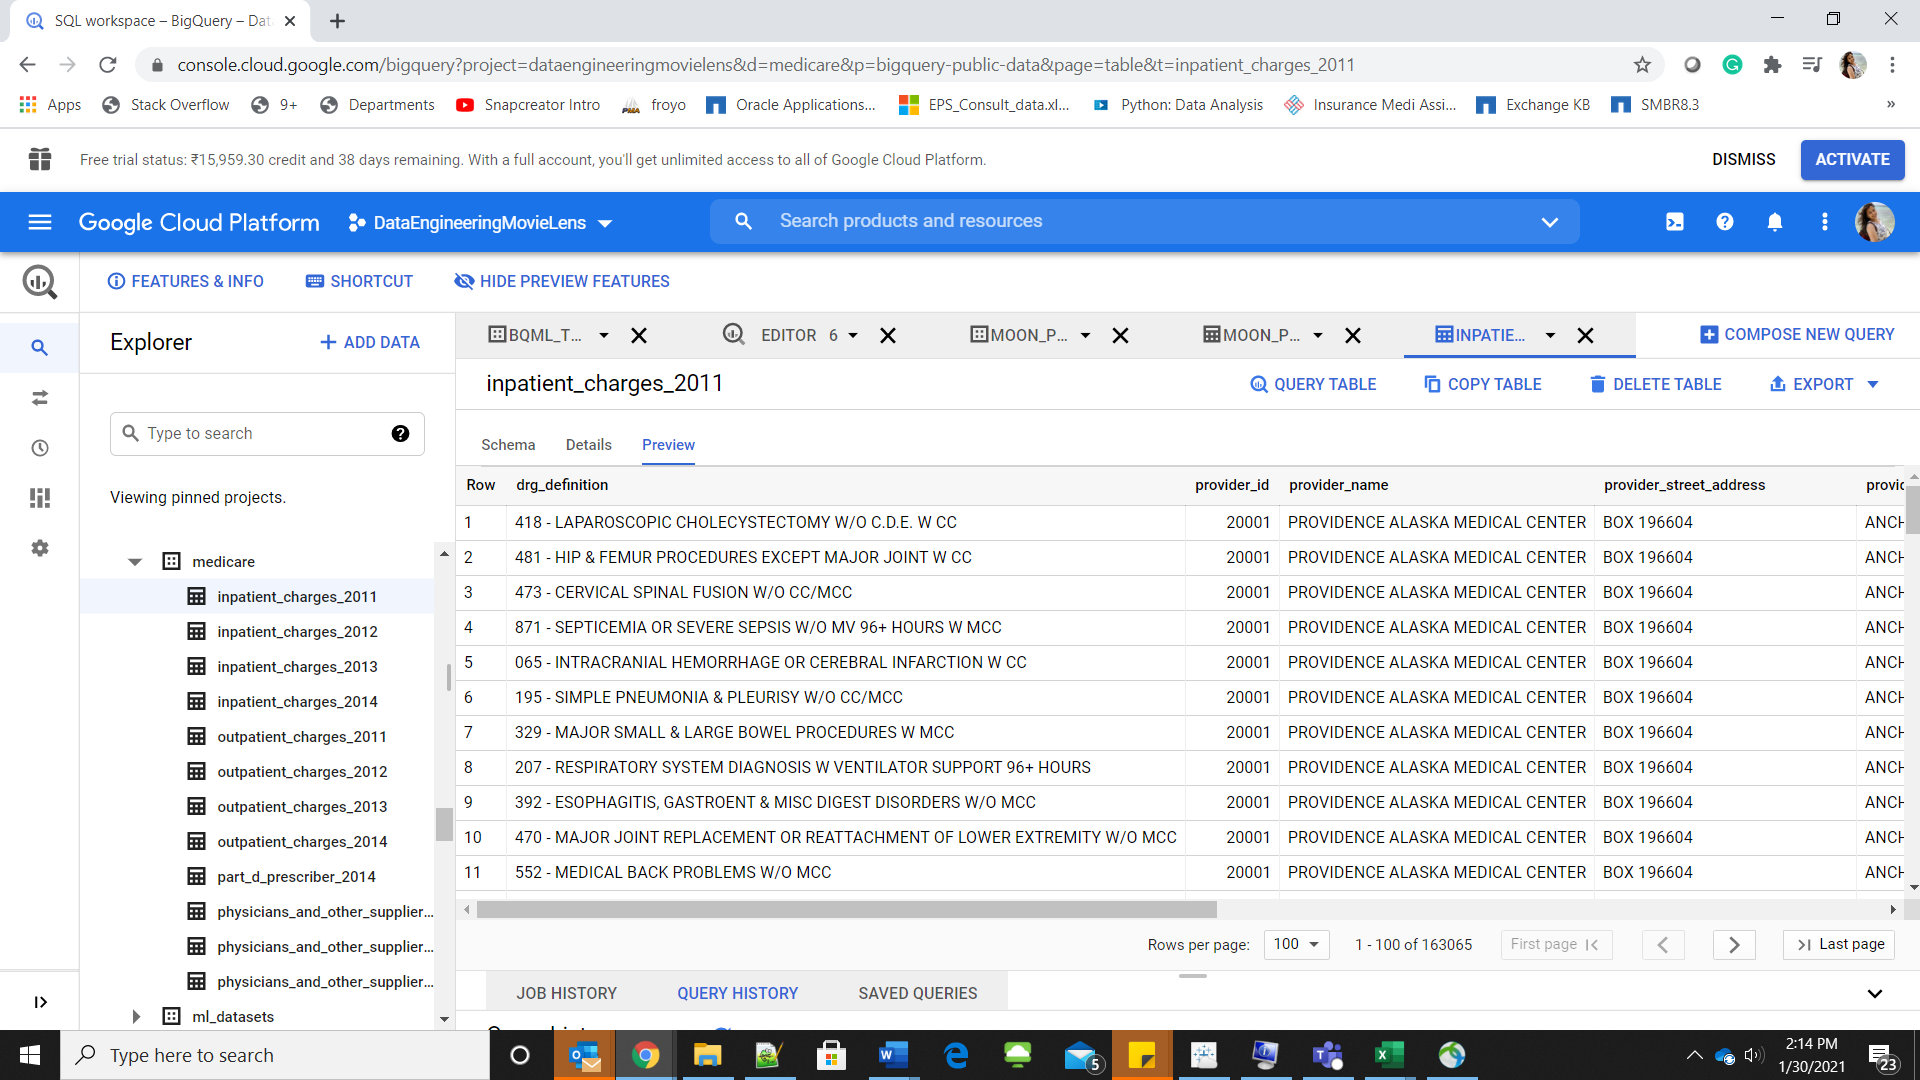 SQL workspace – BigQuery – Dat
console.cloud.google.com/bigquery?project=dataengineeringmovielens&d=medicare&p=bigquery-public-data&page=table&t=inpatient_charges_2011
Apps Stack Overflow 9+ Departments Snapcreator Intro froyo Oracle Applications... EPS_Consult_data.xl... Python: Data Analysis Insurance Medi Assi... Exchange KB SMBR8.3 »
Free trial status: ₹15,959.30 credit and 38 days remaining. With a full account, you'll get unlimited access to all of Google Cloud Platform. DISMISS ACTIVATE
Google Cloud Platform DataEngineeringMovieLens Search products and resources
FEATURES & INFO SHORTCUT HIDE PREVIEW FEATURES
Explorer + ADD DATA
BQML_T... EDITOR 6 MOON_P... MOON_P... INPATIE... COMPOSE NEW QUERY
inpatient_charges_2011 QUERY TABLE COPY TABLE DELETE TABLE EXPORT
Type to search
Schema Details Preview
Viewing pinned projects.
medicare
inpatient_charges_2011
inpatient_charges_2012
inpatient_charges_2013
inpatient_charges_2014
outpatient_charges_2011
outpatient_charges_2012
outpatient_charges_2013
outpatient_charges_2014
part_d_prescriber_2014
physicians_and_other_supplier...
physicians_and_other_supplier...
physicians_and_other_supplier...
ml_datasets
Row drg_definition provider_id provider_name provider_street_address provic
1 418 - LAPAROSCOPIC CHOLECYSTECTOMY W/O C.D.E. W CC 20001 PROVIDENCE ALASKA MEDICAL CENTER BOX 196604 ANCH
2 481 - HIP & FEMUR PROCEDURES EXCEPT MAJOR JOINT W CC 20001 PROVIDENCE ALASKA MEDICAL CENTER BOX 196604 ANCH
3 473 - CERVICAL SPINAL FUSION W/O CC/MCC 20001 PROVIDENCE ALASKA MEDICAL CENTER BOX 196604 ANCH
4 871 - SEPTICEMIA OR SEVERE SEPSIS W/O MV 96+ HOURS W MCC 20001 PROVIDENCE ALASKA MEDICAL CENTER BOX 196604 ANCH
5 065 - INTRACRANIAL HEMORRHAGE OR CEREBRAL INFARCTION W CC 20001 PROVIDENCE ALASKA MEDICAL CENTER BOX 196604 ANCH
6 195 - SIMPLE PNEUMONIA & PLEURISY W/O CC/MCC 20001 PROVIDENCE ALASKA MEDICAL CENTER BOX 196604 ANCH
7 329 - MAJOR SMALL & LARGE BOWEL PROCEDURES W MCC 20001 PROVIDENCE ALASKA MEDICAL CENTER BOX 196604 ANCH
8 207 - RESPIRATORY SYSTEM DIAGNOSIS W VENTILATOR SUPPORT 96+ HOURS 20001 PROVIDENCE ALASKA MEDICAL CENTER BOX 196604 ANCH
9 392 - ESOPHAGITIS, GASTROENT & MISC DIGEST DISORDERS W/O MCC 20001 PROVIDENCE ALASKA MEDICAL CENTER BOX 196604 ANCH
10 470 - MAJOR JOINT REPLACEMENT OR REATTACHMENT OF LOWER EXTREMITY W/O MCC 20001 PROVIDENCE ALASKA MEDICAL CENTER BOX 196604 ANCH
11 552 - MEDICAL BACK PROBLEMS W/O MCC 20001 PROVIDENCE ALASKA MEDICAL CENTER BOX 196604 ANCH
Rows per page: 100 1 - 100 of 163065 First page Last page
JOB HISTORY QUERY HISTORY SAVED QUERIES
Type here to search
5
2:14 PM
1/30/2021
23